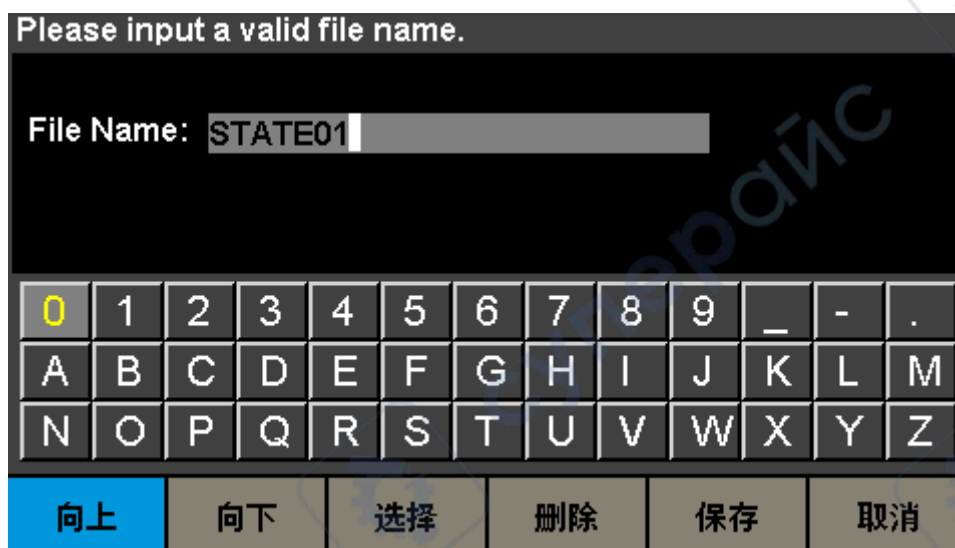 Please input a valid file name.
File Name: STATE01
0 1 2 3 4 5 6 7 8 9 _ - .
A B C D E F G H I J K L M
N O P Q R S T U V W X Y Z
向上 向下 选择 删除 保存 取消
суперайс